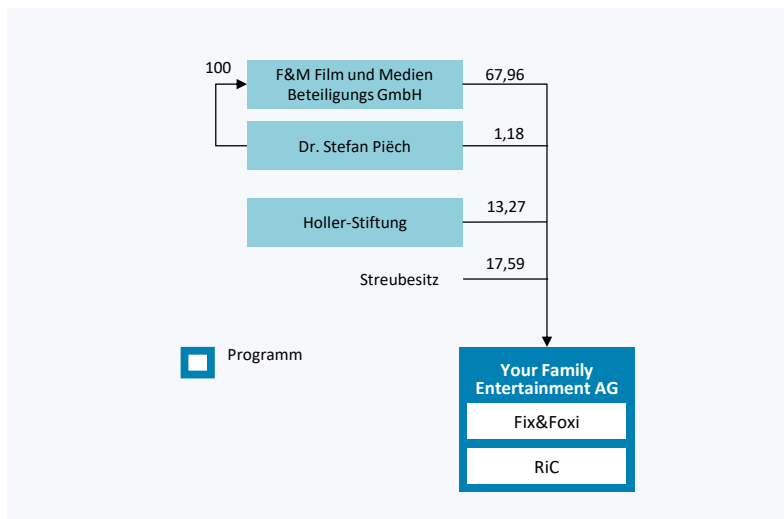 100
F&M Film und Medien
Beteiligungs GmbH
67,96
Dr. Stefan Piëch
1,18
Holler-Stiftung
13,27
Streubesitz
17,59
Programm
Your Family
Entertainment AG
Fix&Foxi
RiC